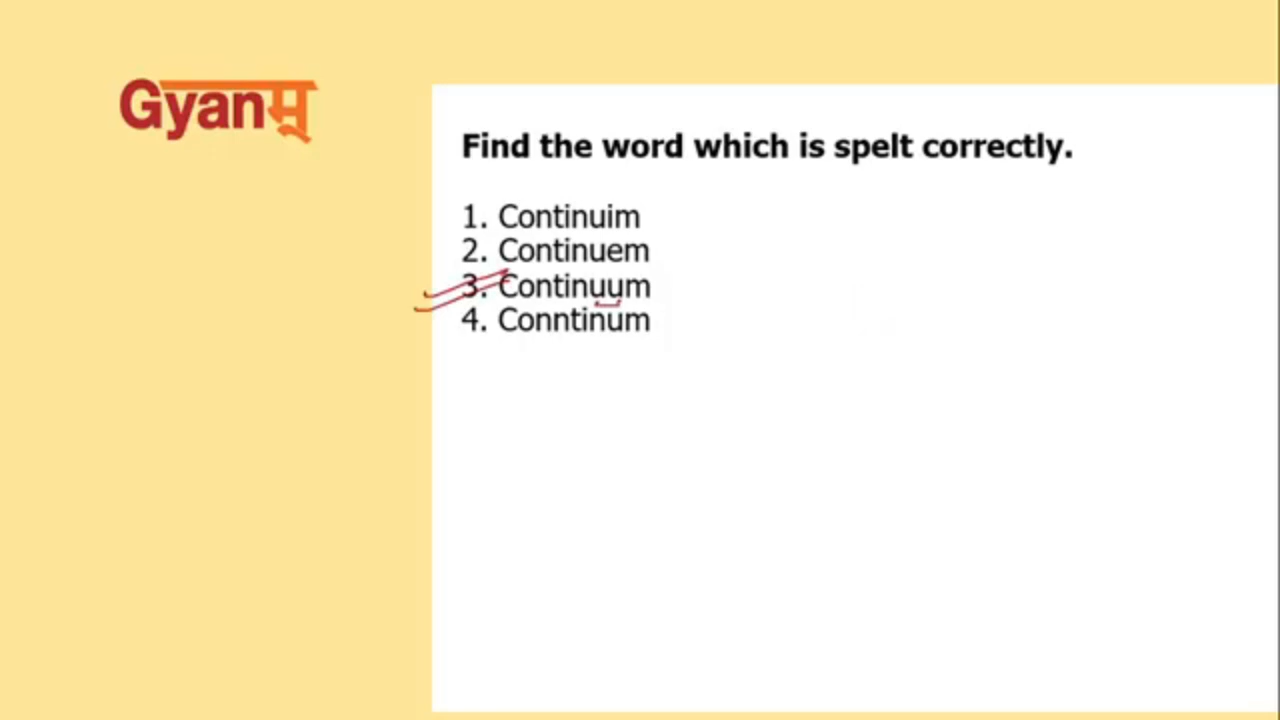 Gyanम्
Find the word which is spelt correctly.
1. Continuim
2. Continuem
3. Continuum
4. Conntinum